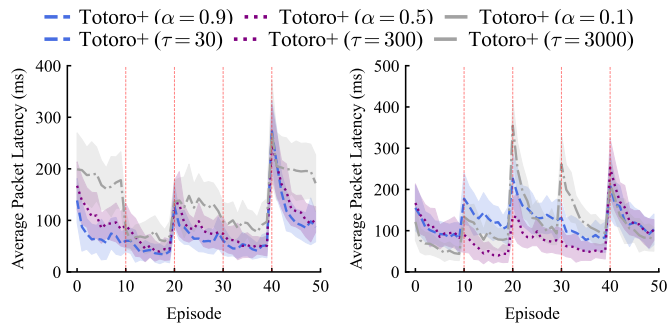 Totoro+ (α = 0.9) Totoro+ (α = 0.5) Totoro+ (α = 0.1)
Totoro+ (τ = 30) Totoro+ (τ = 300) Totoro+ (τ = 3000)
Average Packet Latency (ms)
400
300
200
100
0
0 10 20 30 40 50
Episode
Average Packet Latency (ms)
500
400
300
200
100
0
0 10 20 30 40 50
Episode